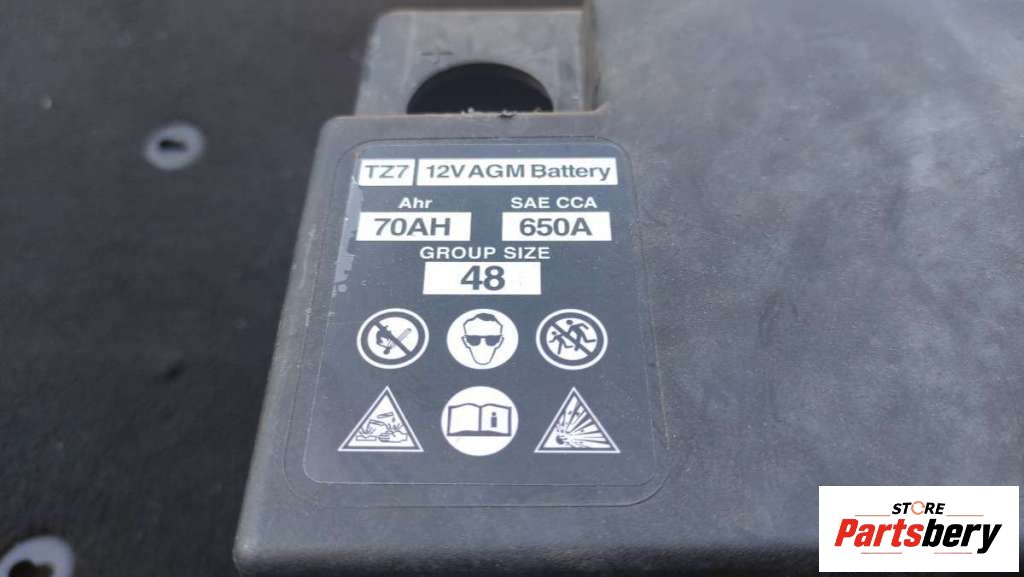 TZ7 12V AGM Battery
Ahr SAE CCA
70AH 650A
GROUP SIZE
48
i
STORE
Partsbery